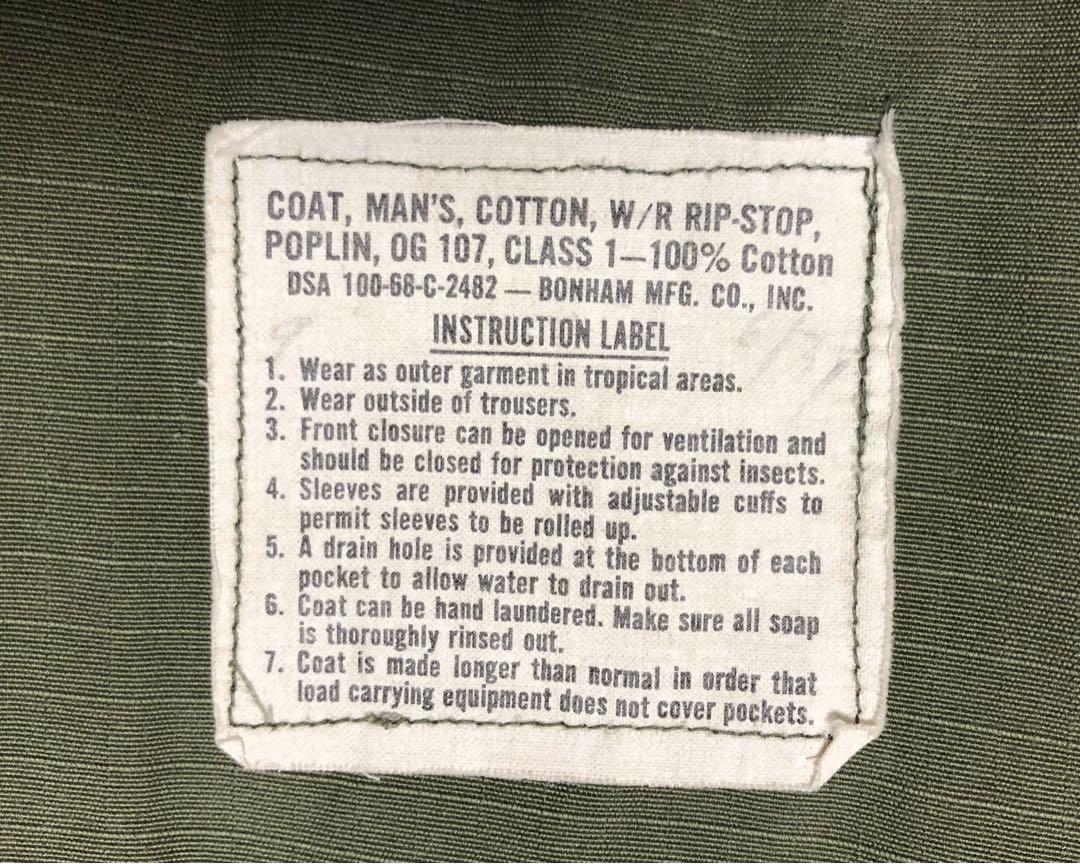 COAT, MAN'S, COTTON, W/R RIP-STOP,
POPLIN, OG 107, CLASS 1—100% Cotton
DSA 100-68-C-2482 — BONHAM MFG. CO., INC.
INSTRUCTION LABEL
1. Wear as outer garment in tropical areas.
2. Wear outside of trousers.
3. Front closure can be opened for ventilation and
should be closed for protection against insects.
4. Sleeves are provided with adjustable cuffs to
permit sleeves to be rolled up.
5. A drain hole is provided at the bottom of each
pocket to allow water to drain out.
6. Coat can be hand laundered. Make sure all soap
is thoroughly rinsed out.
7. Coat is made longer than normal in order that
load carrying equipment does not cover pockets.